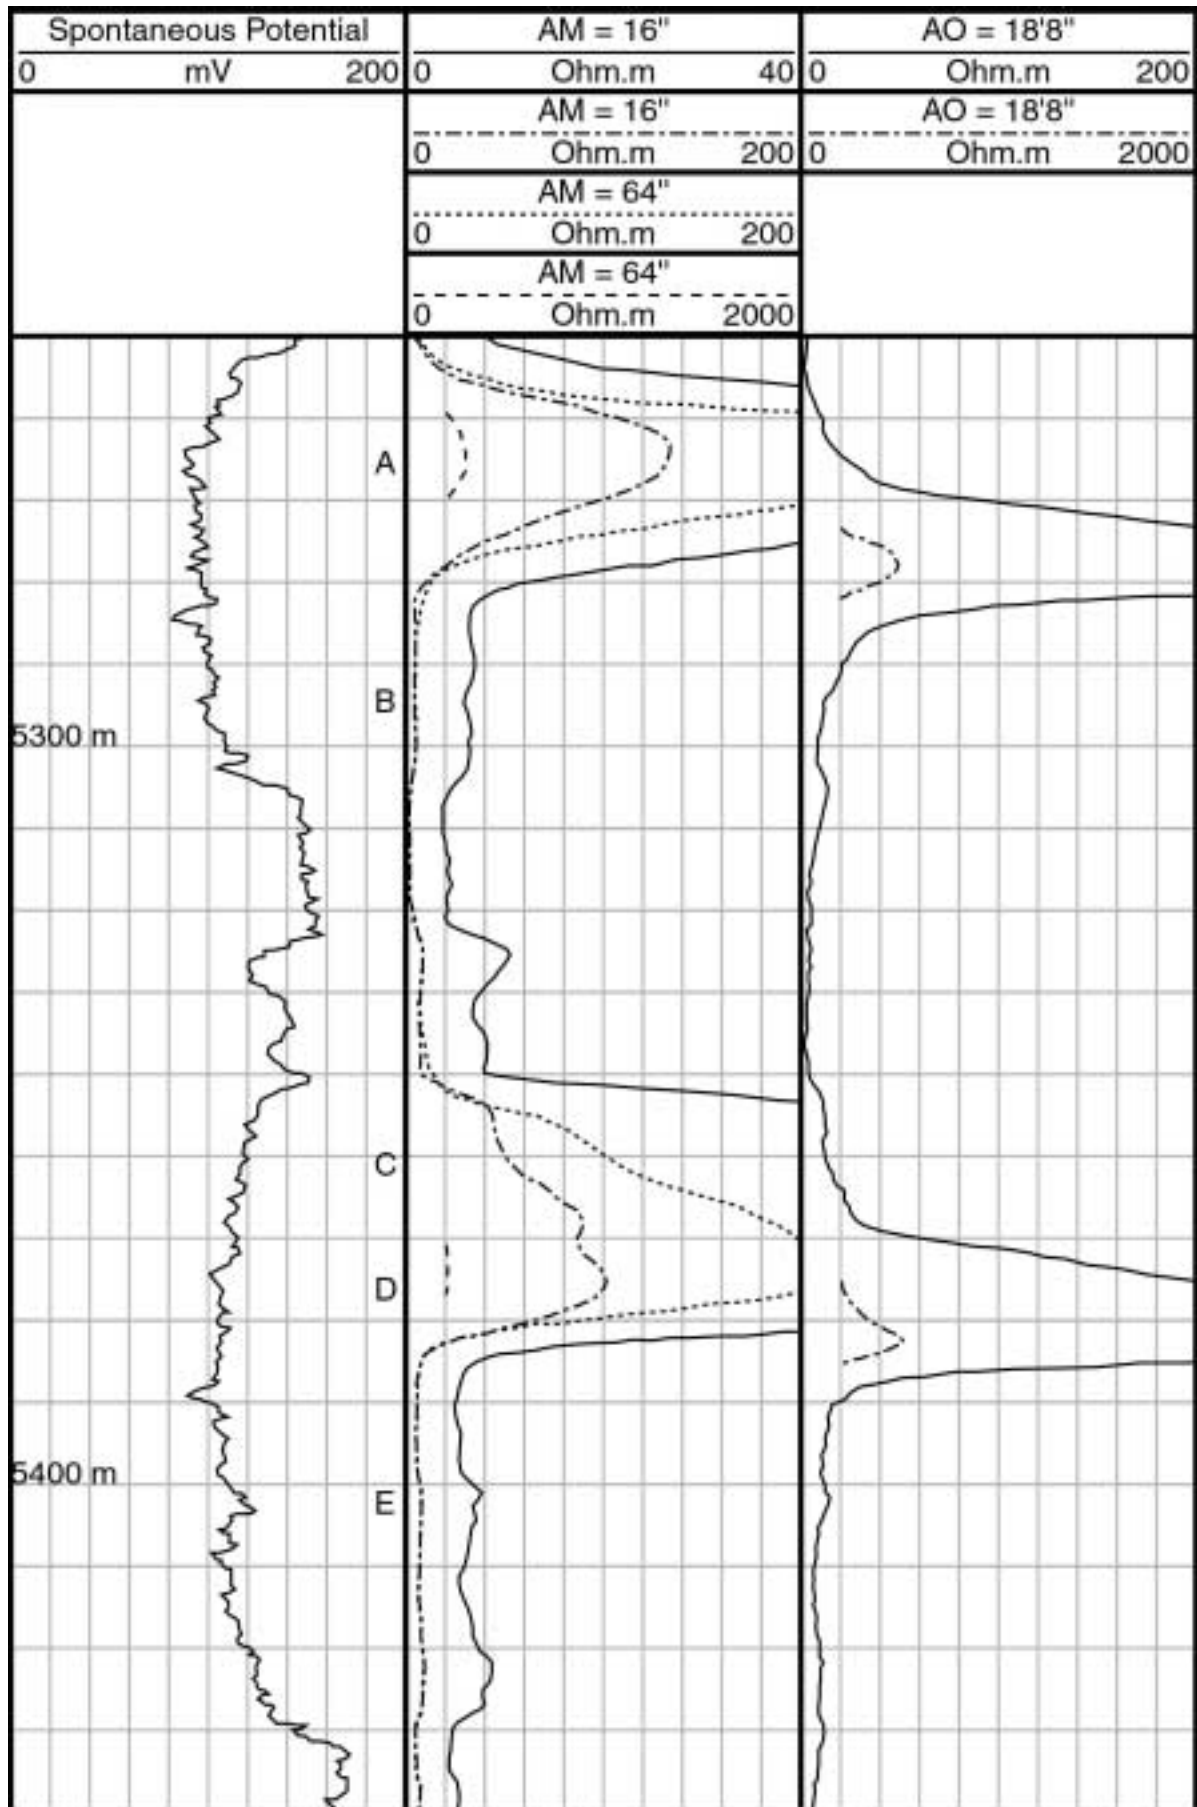 Spontaneous Potential
0 mV 200
AM = 16"
0 Ohm.m 40
AO = 18'8"
0 Ohm.m 200
AM = 16"
0 Ohm.m 200
AO = 18'8"
0 Ohm.m 2000
AM = 64"
0 Ohm.m 200
AM = 64"
0 Ohm.m 2000
A
B
5300 m
C
D
5400 m
E